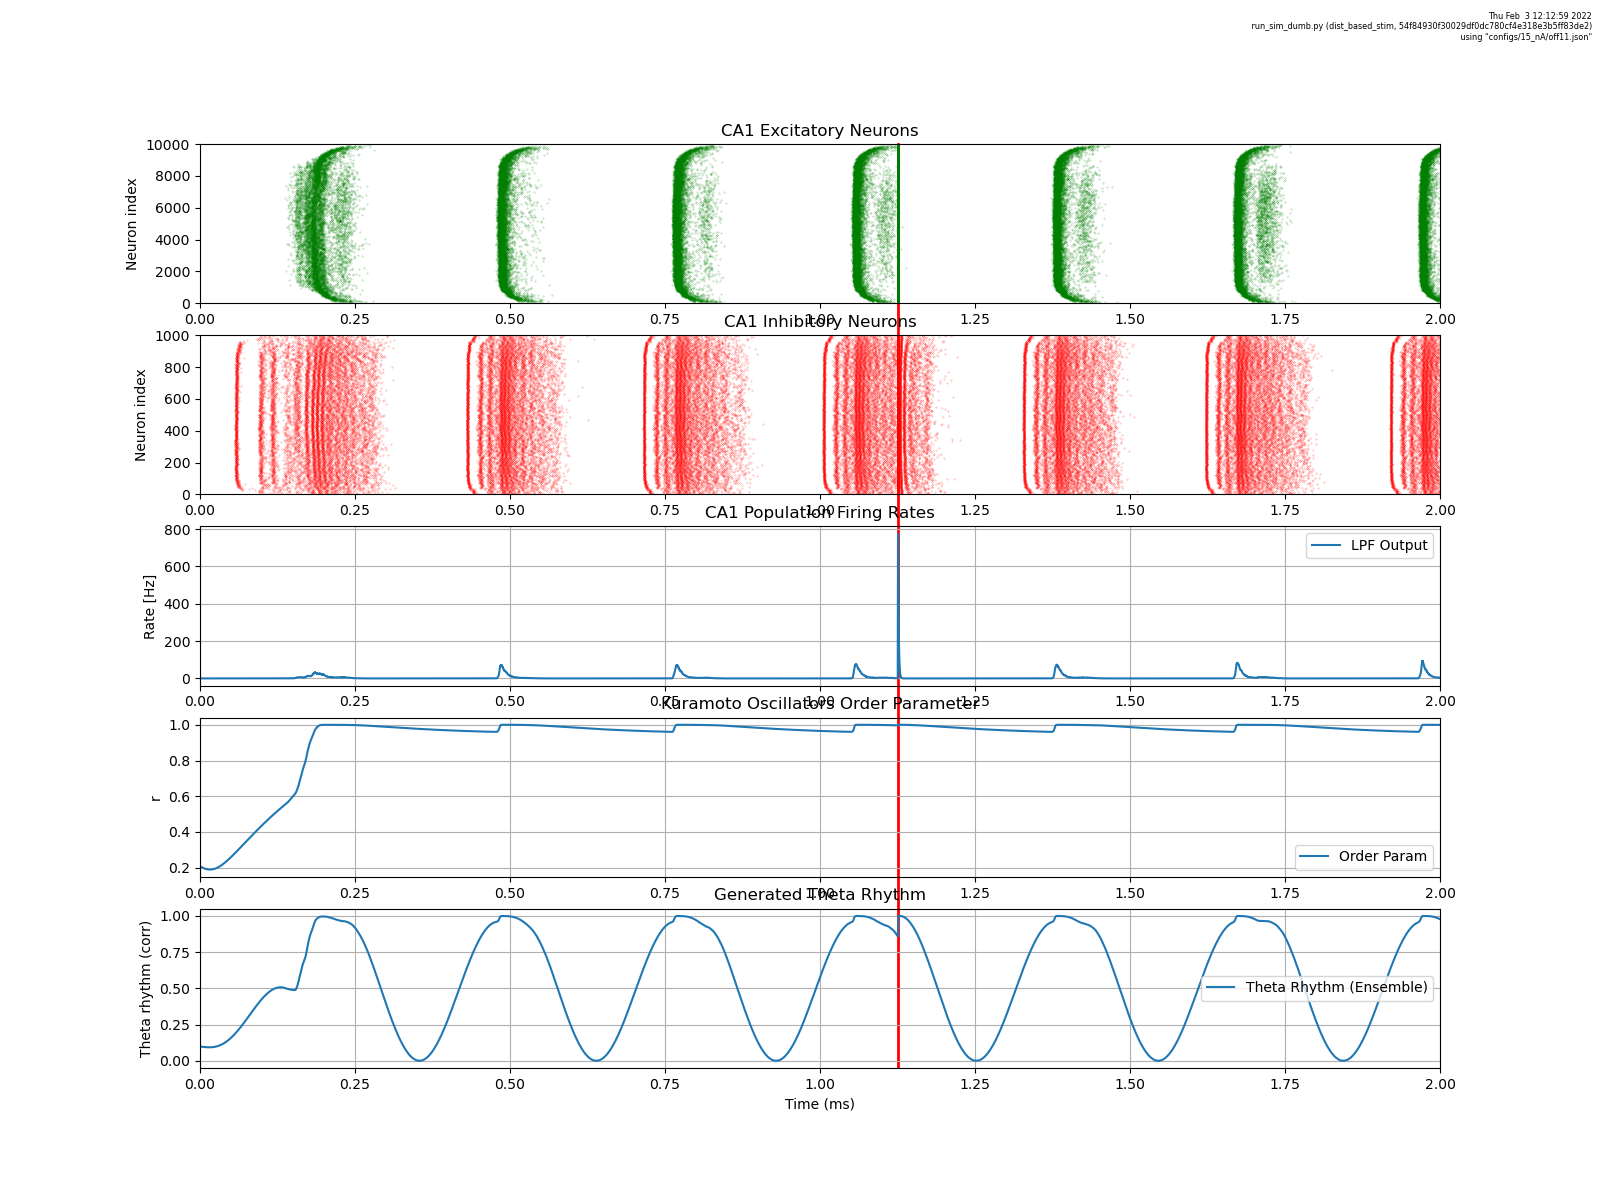 Thu Feb  3 12:12:59 2022
run_sim_dumb.py (dist_based_stim, 54f84930f30029df0dc780cf4e318e3b5ff83de2)
using "configs/15_nA/off11.json"
CA1 Excitatory Neurons
Neuron index
10000
8000
6000
4000
2000
0
0.00 0.25 0.50 0.75 1.00 1.25 1.50 1.75 2.00
CA1 Inhibitory Neurons
Neuron index
1000
800
600
400
200
0
0.00 0.25 0.50 0.75 1.00 1.25 1.50 1.75 2.00
CA1 Population Firing Rates
Rate [Hz]
800
600
400
200
0
LPF Output
0.00 0.25 0.50 0.75 1.00 1.25 1.50 1.75 2.00
Kuramoto Oscillators Order Parameter
r
1.0
0.8
0.6
0.4
0.2
Order Param
0.00 0.25 0.50 0.75 1.00 1.25 1.50 1.75 2.00
Generated Theta Rhythm
Theta rhythm (corr)
1.00
0.75
0.50
0.25
0.00
Theta Rhythm (Ensemble)
0.00 0.25 0.50 0.75 1.00 1.25 1.50 1.75 2.00
Time (ms)